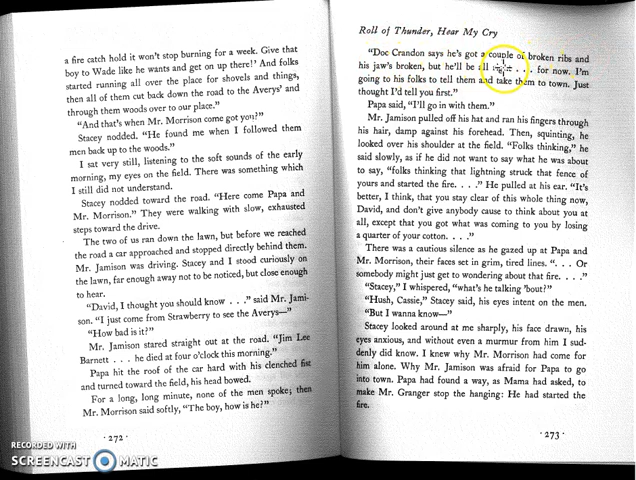 a fire catch hold it won't stop burning for a week. Give that
boy to Wade like he wants and get on up there!' And folks
started running all over the place for shovels and things,
then all of them cut back down the road to the Averys' and
through them woods over to our place."
"And that's when Mr. Morrison come got you?"
Stacey nodded. "He found me when I followed them
men back up to the woods."
I sat very still, listening to the soft sounds of the early
morning, my eyes on the field. There was something which
I still did not understand.
Stacey nodded toward the road. "Here come Papa and
Mr. Morrison." They were walking with slow, exhausted
steps toward the drive.
The two of us ran down the lawn, but before we reached
the road a car approached and stopped directly behind them.
Mr. Jamison was driving. Stacey and I stood curiously on
the lawn, far enough away not to be noticed, but close enough
to hear.
"David, I thought you should know . . ." said Mr. Jami-
son. "I just come from Strawberry to see the Averys—"
"How bad is it?"
Mr. Jamison stared straight out at the road. "Jim Lee
Barnett . . . he died at four o'clock this morning."
Papa hit the roof of the car hard with his clenched fist
and turned toward the field, his head bowed.
For a long, long minute, none of the men spoke; then
Mr. Morrison said softly, "The boy, how is he?"
· 272 ·
RECORDED WITH
SCREENCAST MATIC
Roll of Thunder, Hear My Cry
"Doc Crandon says he's got a couple of broken ribs and
his jaw's broken, but he'll be all . . . for now. I'm
going to his folks to tell them and take them to town. Just
thought I'd tell you first."
Papa said, "I'll go in with them."
Mr. Jamison pulled off his hat and ran his fingers through
his hair, damp against his forehead. Then, squinting, he
looked over his shoulder at the field. "Folks thinking," he
said slowly, as if he did not want to say what he was about
to say, "folks thinking that lightning struck that fence of
yours and started the fire. . . ." He pulled at his ear. "It's
better, I think, that you stay clear of this whole thing now,
David, and don't give anybody cause to think about you at
all, except that you got what was coming to you by losing
a quarter of your cotton. . . ."
There was a cautious silence as he gazed up at Papa and
Mr. Morrison, their faces set in grim, tired lines. ". . . Or
somebody might just get to wondering about that fire. . . ."
"Stacey," I whispered, "what's he talking 'bout?"
"Hush, Cassie," Stacey said, his eyes intent on the men.
"But I wanna know—"
Stacey looked around at me sharply, his face drawn, his
eyes anxious, and without even a murmur from him I sud-
denly did know. I knew why Mr. Morrison had come for
him alone. Why Mr. Jamison was afraid for Papa to go
into town. Papa had found a way, as Mama had asked, to
make Mr. Granger stop the hanging: He had started the
fire.
· 273 ·